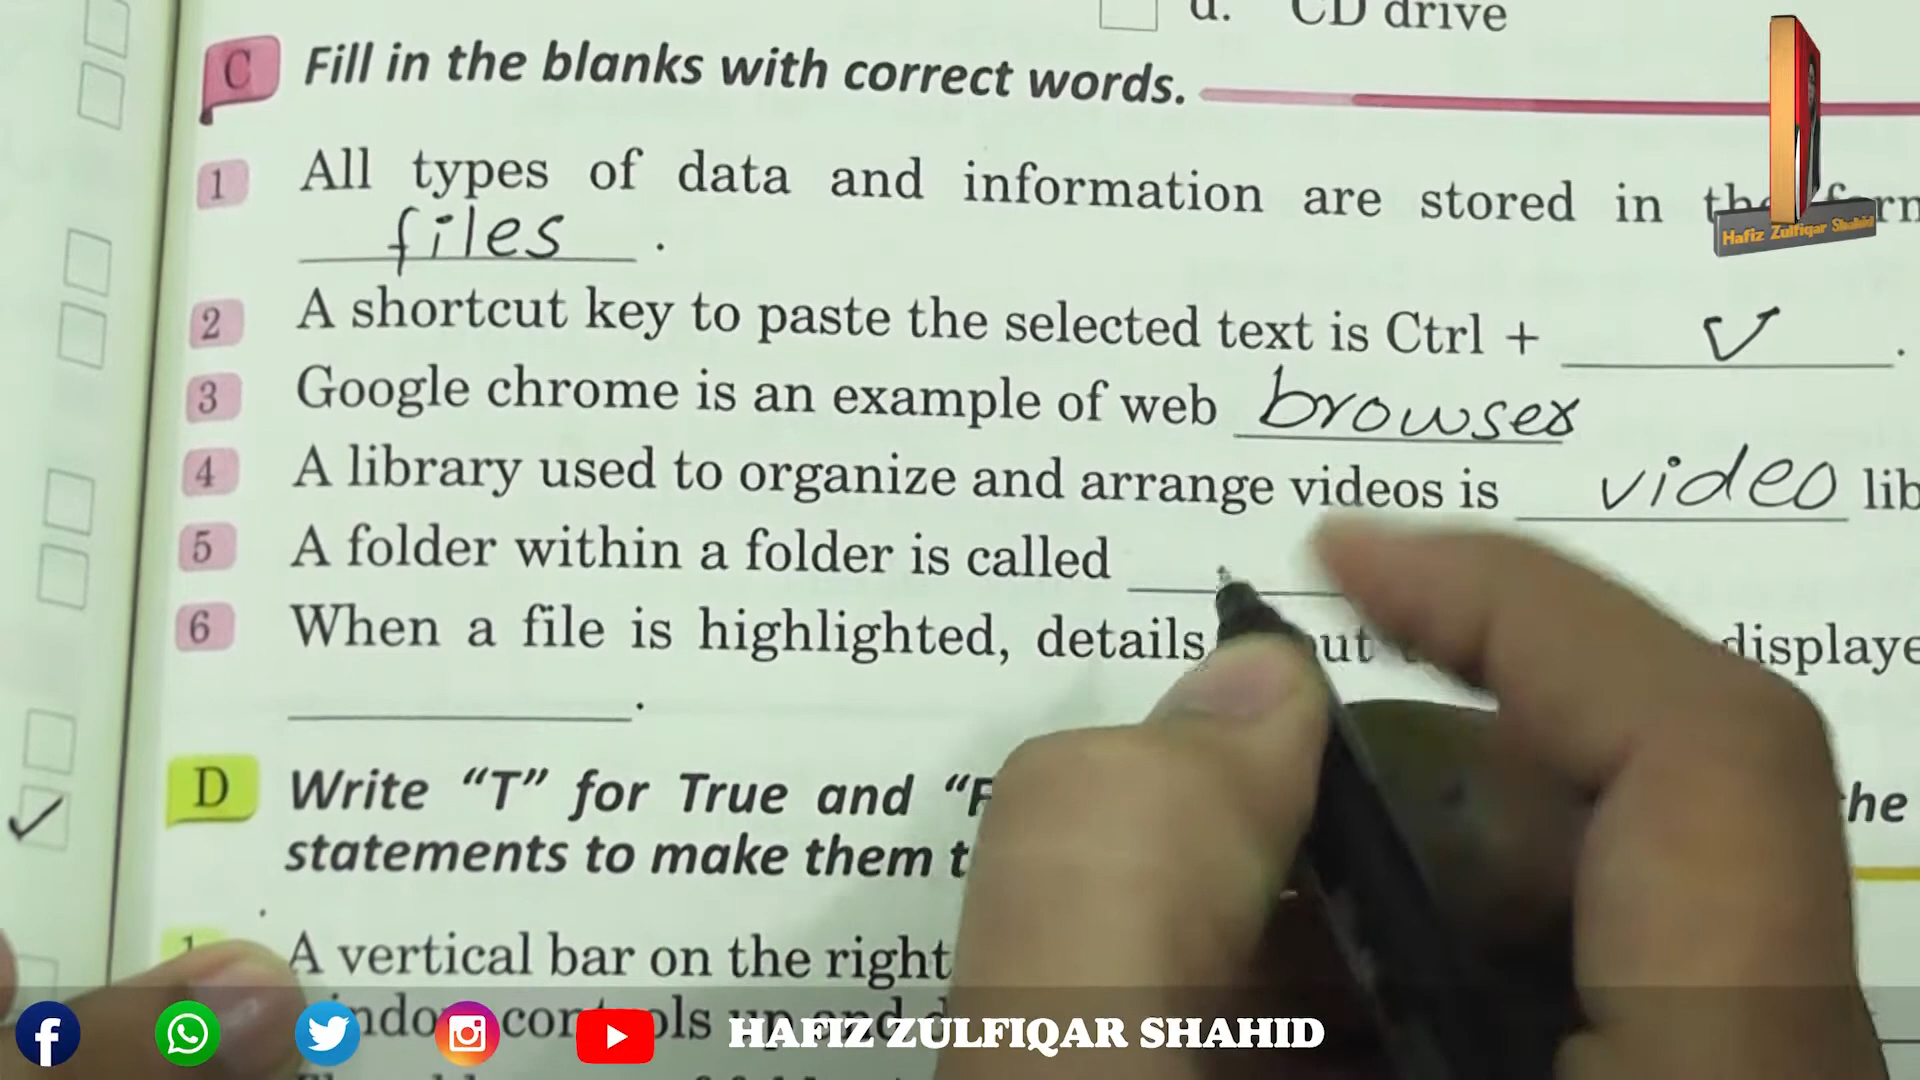 d. CD drive
C Fill in the blanks with correct words.
1 All types of data and information are stored in the
files .
Hafiz Zulfiqar Shahid
2 A shortcut key to paste the selected text is Ctrl + V .
3 Google chrome is an example of web browser
4 A library used to organize and arrange videos is video lib
5 A folder within a folder is called
6 When a file is highlighted, details displaye
.
D Write “T” for True and “F he
statements to make them t
1 A vertical bar on the right
HAFIZ ZULFIQAR SHAHID